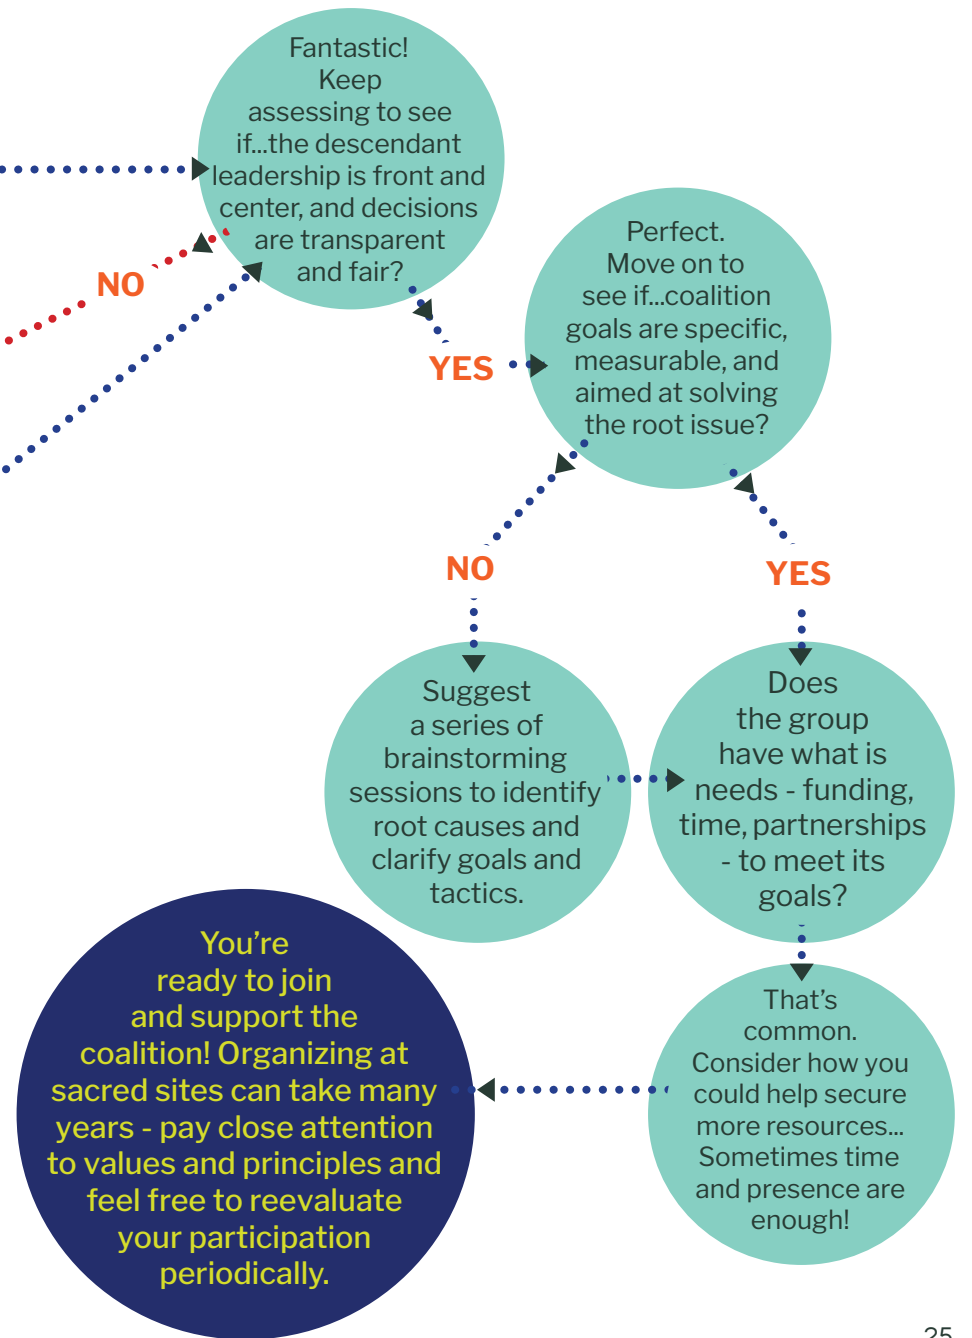 Fantastic!
Keep
assessing to see
if...the descendant
leadership is front and
center, and decisions
are transparent
and fair?
NO
YES
Perfect.
Move on to
see if...coalition
goals are specific,
measurable, and
aimed at solving
the root issue?
NO
YES
Suggest
a series of
brainstorming
sessions to identify
root causes and
clarify goals and
tactics.
Does
the group
have what is
needs - funding,
time, partnerships
- to meet its
goals?
That's
common.
Consider how you
could help secure
more resources...
Sometimes time
and presence are
enough!
You're
ready to join
and support the
coalition! Organizing at
sacred sites can take many
years - pay close attention
to values and principles and
feel free to reevaluate
your participation
periodically.
25